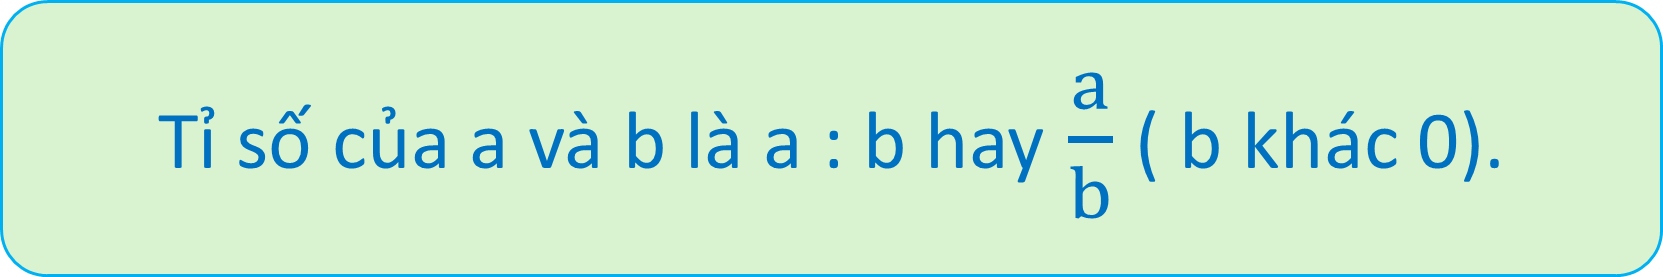 Tỉ số của a và b là a : b hay a/b ( b khác 0).